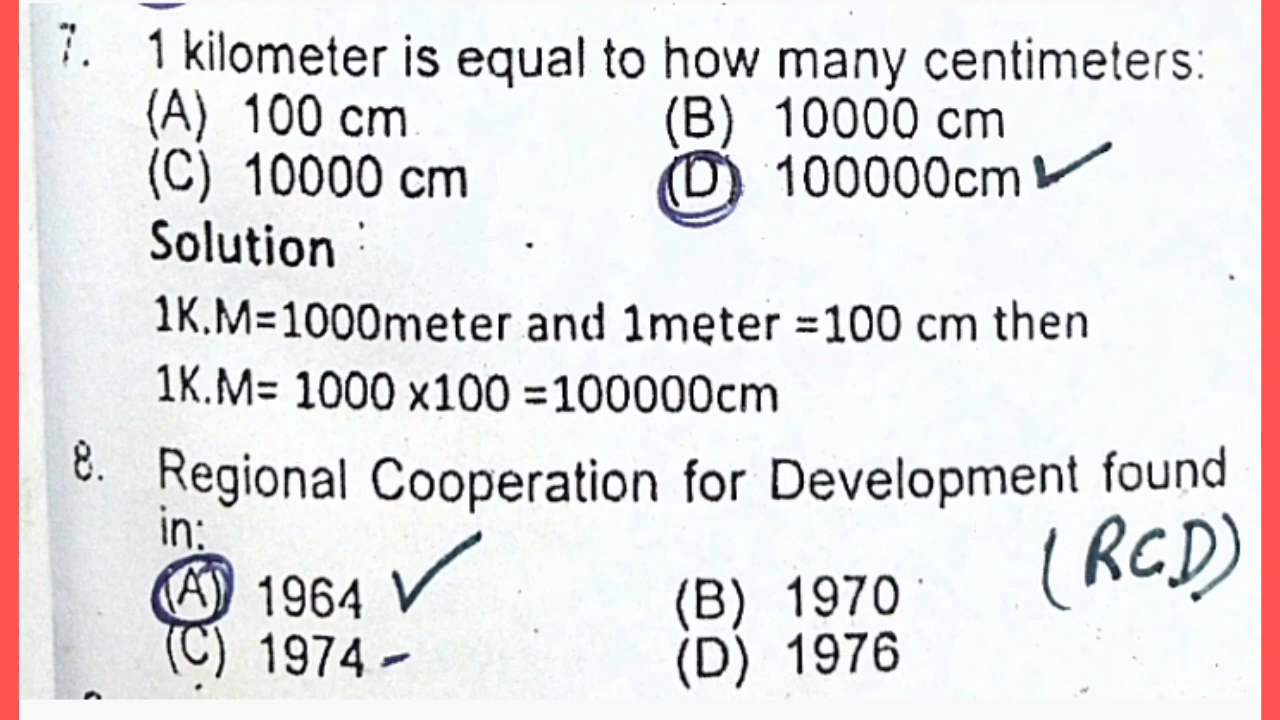 7. 1 kilometer is equal to how many centimeters:
(A) 100 cm (B) 10000 cm
(C) 10000 cm (D) 100000cm
Solution :
1K.M=1000meter and 1meter =100 cm then
1K.M= 1000 x100 =100000cm
8. Regional Cooperation for Development found
in:
(RCD)
(A) 1964 (B) 1970
(C) 1974 (D) 1976